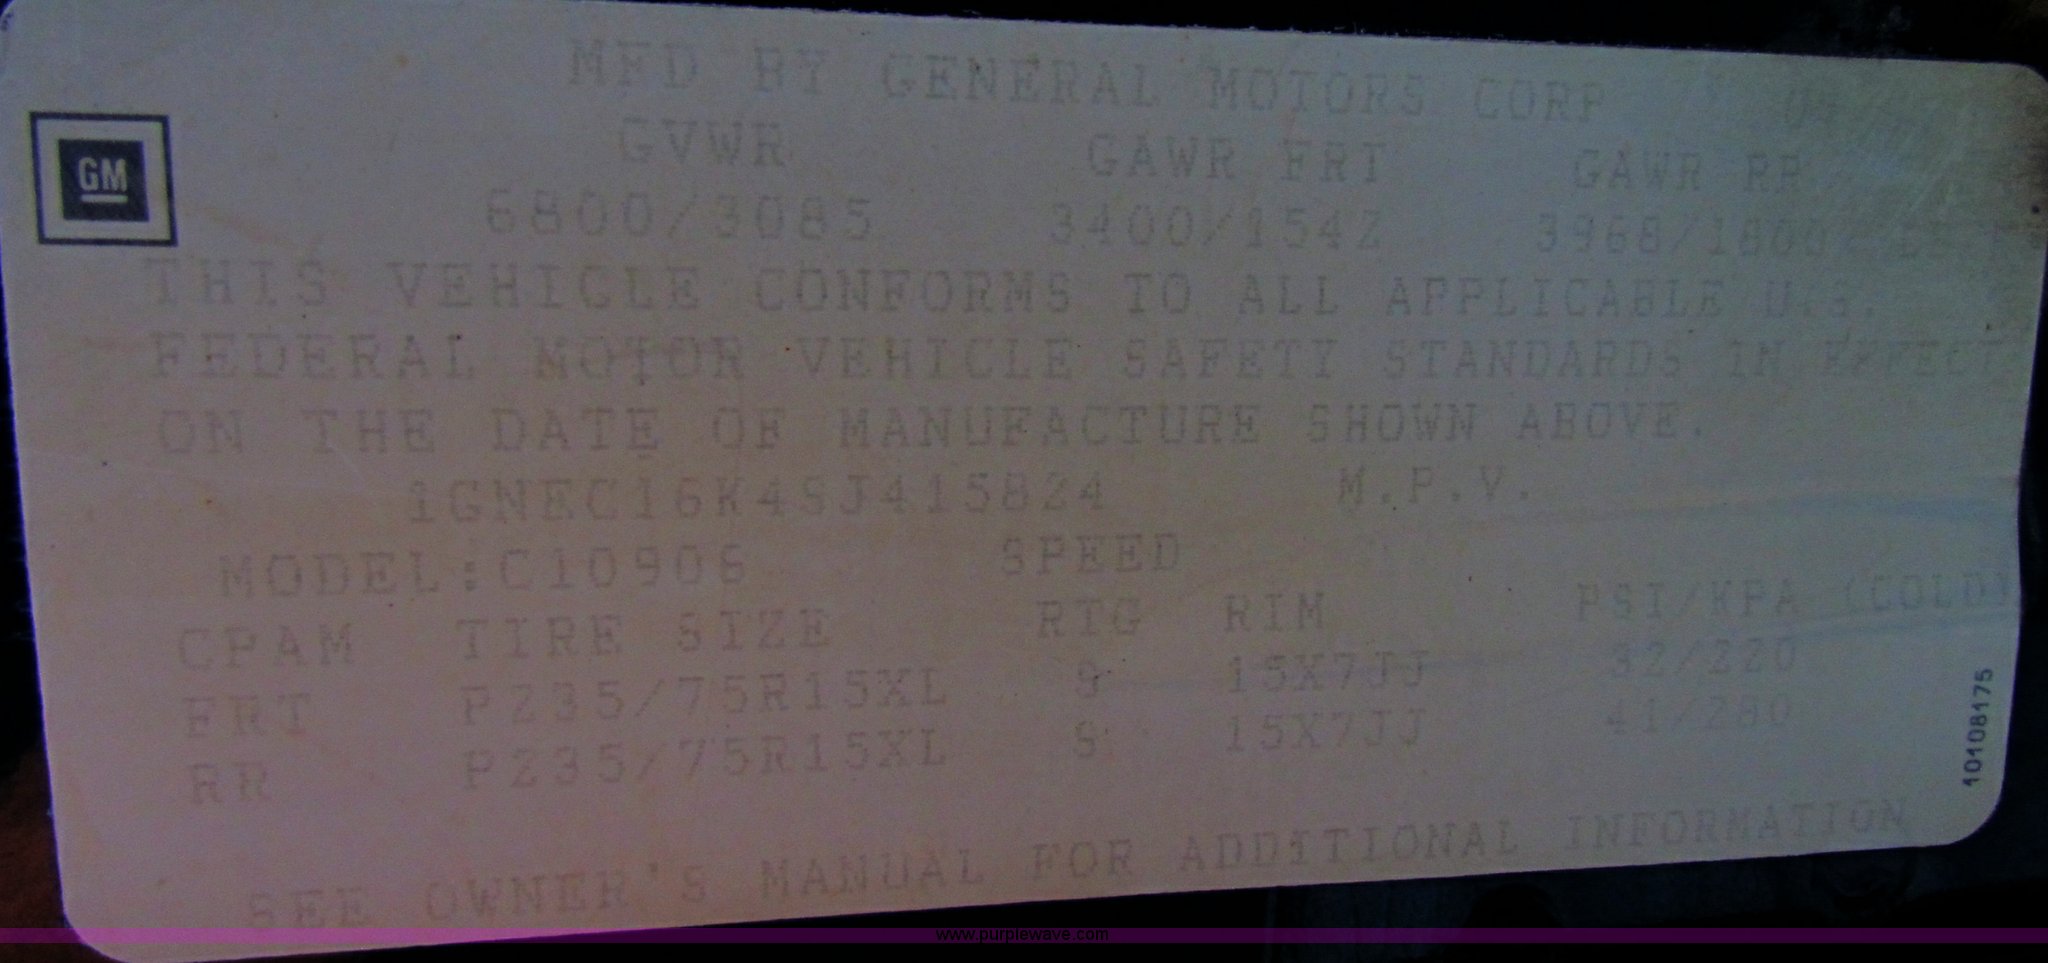 MFD BY GENERAL MOTORS CORP
GM
GVWR GAWR FRT GAWR RR
6800/3085 3400/1542 3968/1800
THIS VEHICLE CONFORMS TO ALL APPLICABLE U.S.
FEDERAL MOTOR VEHICLE SAFETY STANDARDS IN EFFECT
ON THE DATE OF MANUFACTURE SHOWN ABOVE.
1GNEC16K4SJ415824 M.P.V.
MODEL:C10906 SPEED
CPAM TIRE SIZE RTG RIM PSI/KPA (COLD)
FRT P235/75R15XL S 15X7JJ 32/220
RR P235/75R15XL S 15X7JJ 41/280
10108175
SEE OWNER'S MANUAL FOR ADDITIONAL INFORMATION
www.purplewave.com